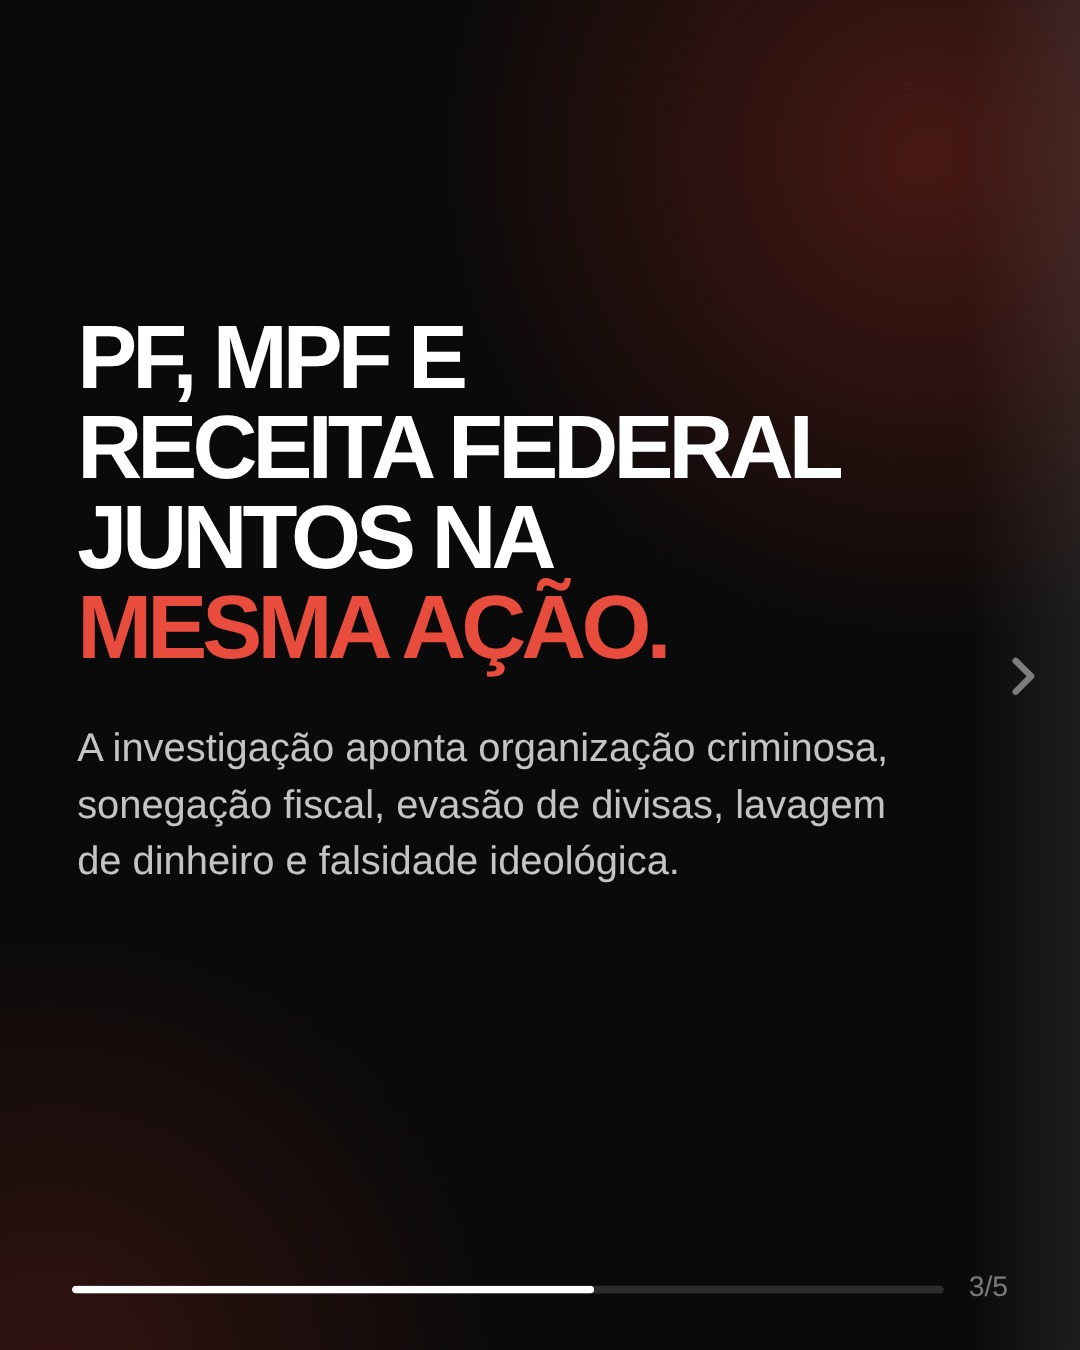 PF, MPF E
RECEITA FEDERAL
JUNTOS NA
MESMA AÇÃO.
A investigação aponta organização criminosa,
sonegação fiscal, evasão de divisas, lavagem
de dinheiro e falsidade ideológica.
3/5